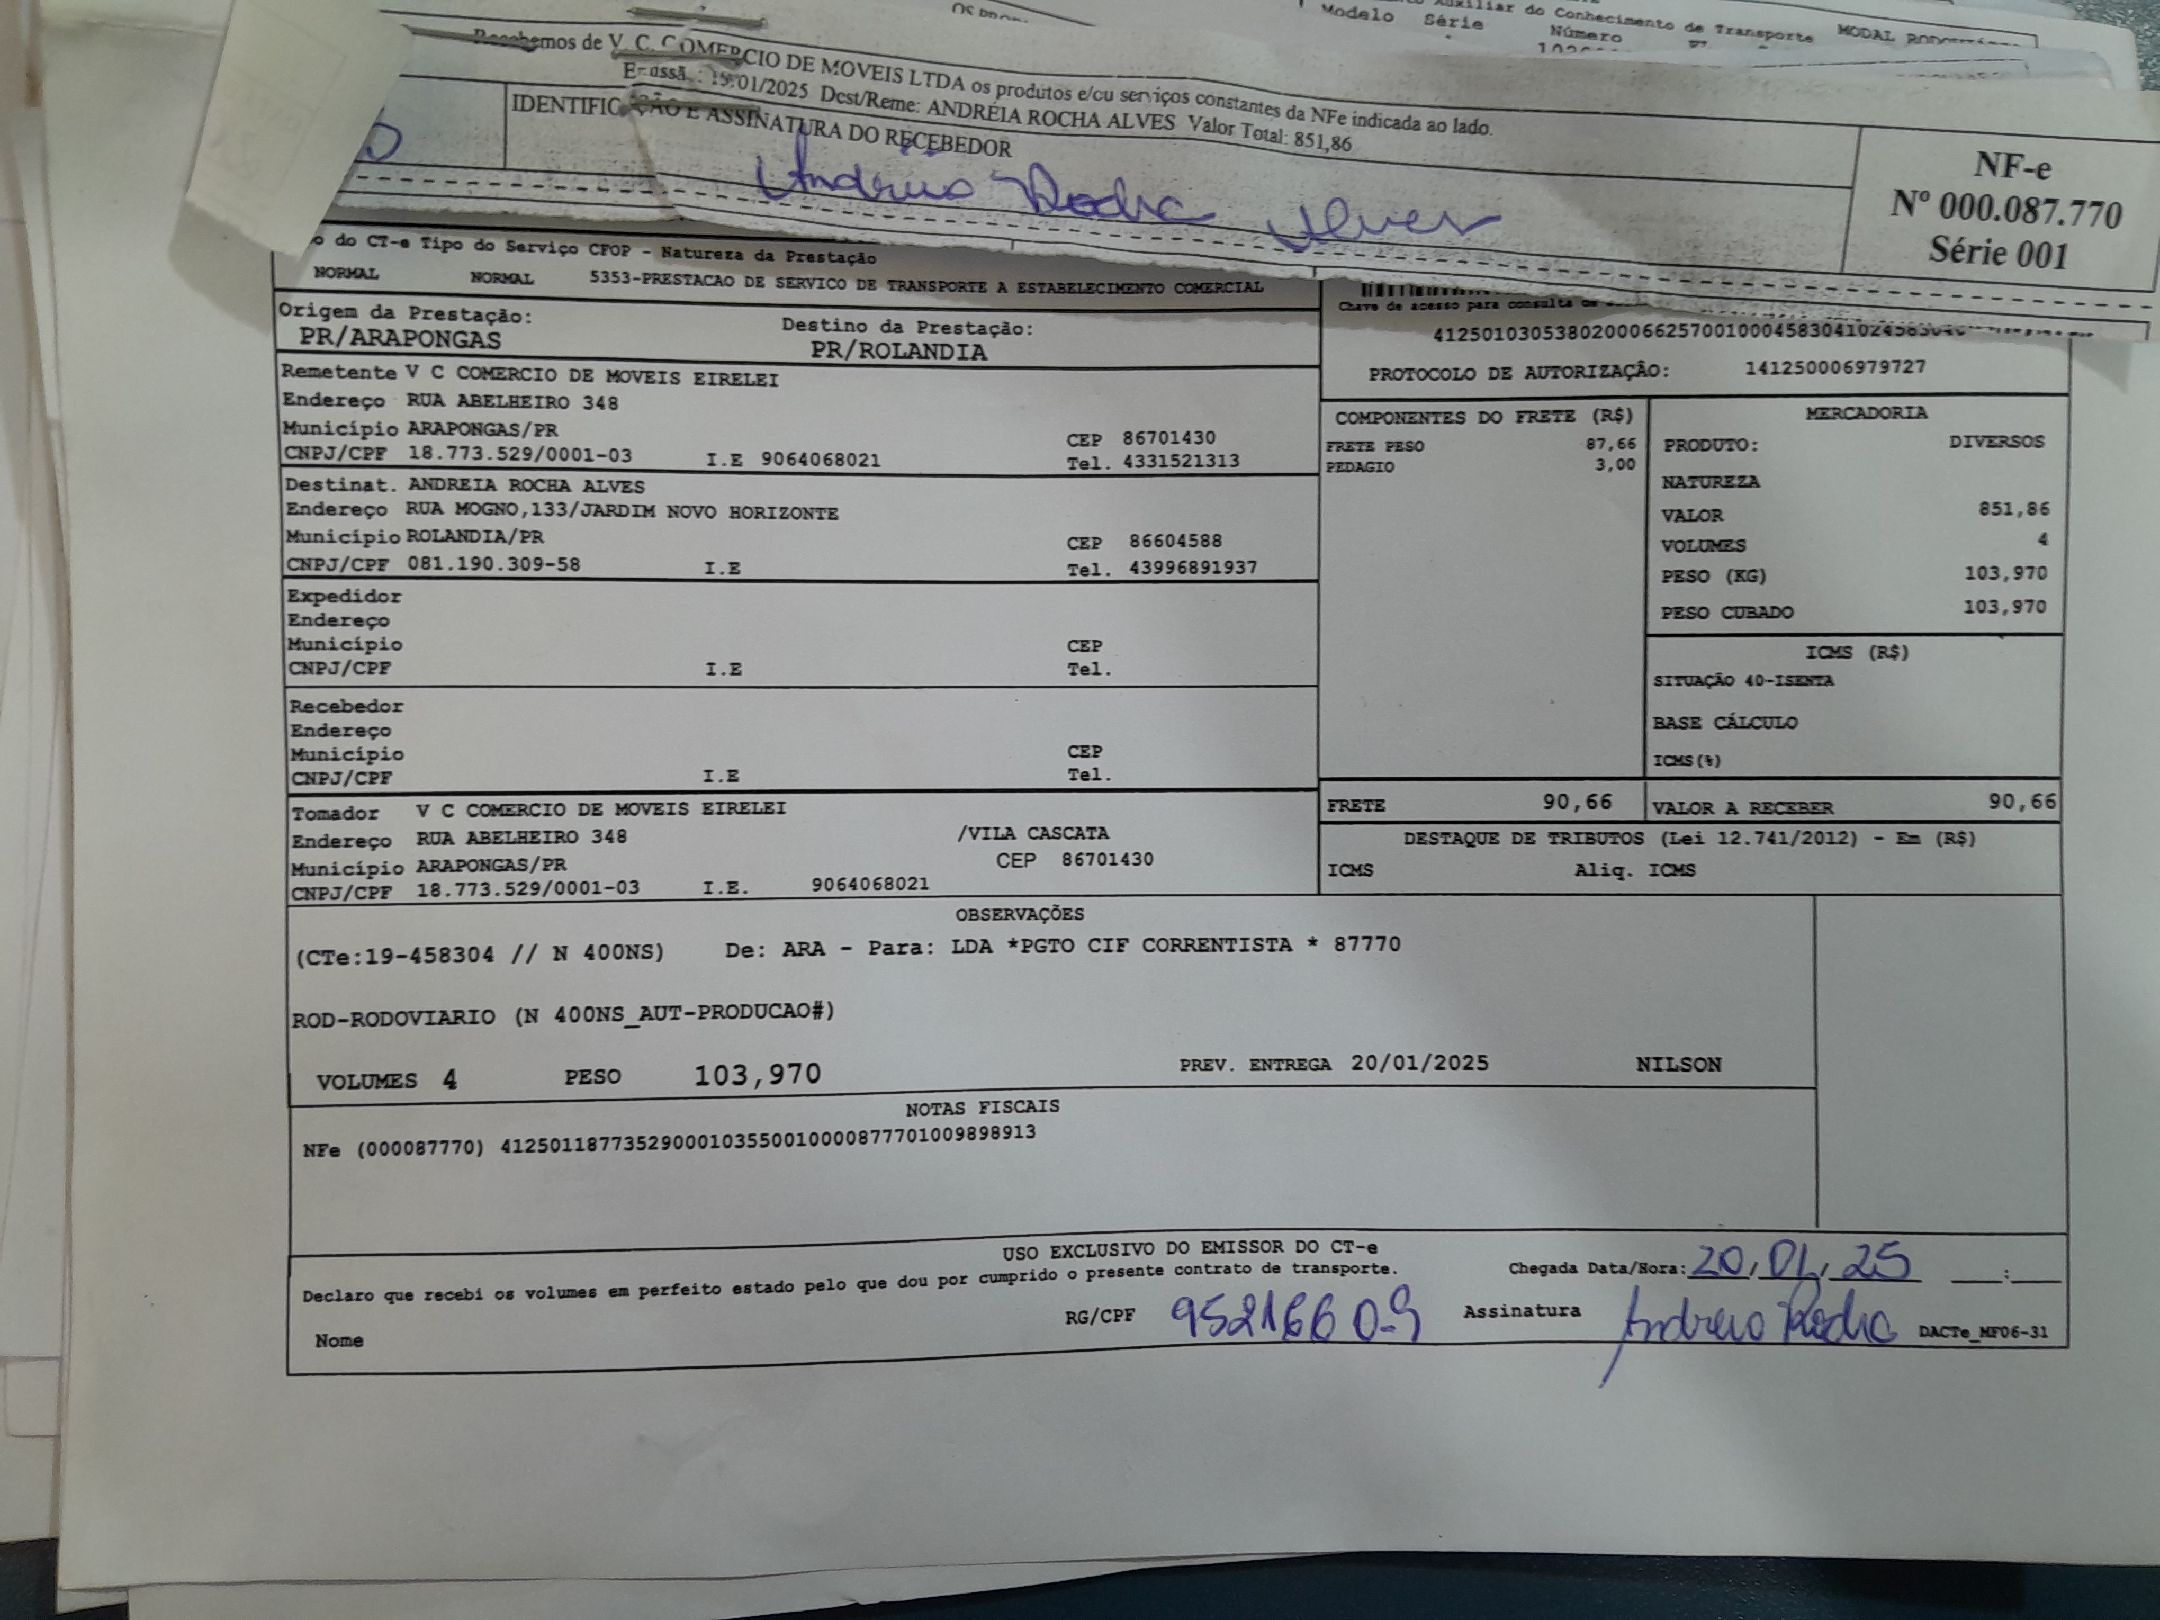 Auxiliar do Conhecimento de Transporte MODAL
Modelo Série Número
Recebemos de V. C. COMERCIO DE MOVEIS LTDA os produtos e/ou serviços constantes da NFe indicada ao lado.
01/2025 Dest/Reme: ANDRÉIA ROCHA ALVES Valor Total: 851,86
IDENTIFICAÇÃO E ASSINATURA DO RECEBEDOR
Andréia Rocha Alves
NF-e
Nº 000.087.770
Série 001
do CT-e Tipo do Serviço CFOP - Natureza da Prestação
NORMAL NORMAL 5353-PRESTACAO DE SERVICO DE TRANSPORTE A ESTABELECIMENTO COMERCIAL
Chave de acesso para consulta
PROTOCOLO DE AUTORIZAÇÃO: 141250006979727
Origem da Prestação: Destino da Prestação:
PR/ARAPONGAS PR/ROLANDIA
Remetente V C COMERCIO DE MOVEIS EIRELEI
Endereço RUA ABELHEIRO 348
Município ARAPONGAS/PR CEP 86701430
CNPJ/CPF 18.773.529/0001-03 I.E 9064068021 Tel. 4331521313
Destinat. ANDREIA ROCHA ALVES
Endereço RUA MOGNO,133/JARDIM NOVO HORIZONTE
Município ROLANDIA/PR CEP 86604588
CNPJ/CPF 081.190.309-58 I.E Tel. 43996891937
Expedidor
Endereço
Município CEP
CNPJ/CPF I.E Tel.
Recebedor
Endereço
Município CEP
CNPJ/CPF I.E Tel.
Tomador V C COMERCIO DE MOVEIS EIRELEI
Endereço RUA ABELHEIRO 348 /VILA CASCATA
Município ARAPONGAS/PR CEP 86701430
CNPJ/CPF 18.773.529/0001-03 I.E. 9064068021
COMPONENTES DO FRETE (R$)
FRETE PESO 87,66
PEDAGIO 3,00
MERCADORIA
PRODUTO: DIVERSOS
NATUREZA
VALOR 851,86
VOLUMES 4
PESO (KG) 103,970
PESO CUBADO 103,970
ICMS (R$)
SITUAÇÃO 40-ISENTA
BASE CÁLCULO
ICMS(%)
FRETE 90,66 VALOR A RECEBER 90,66
DESTAQUE DE TRIBUTOS (Lei 12.741/2012) - Em (R$)
ICMS Aliq. ICMS
OBSERVAÇÕES
(CTe:19-458304 // N 400NS) De: ARA - Para: LDA *PGTO CIF CORRENTISTA * 87770
ROD-RODOVIARIO (N 400NS_AUT-PRODUCAO#)
VOLUMES 4 PESO 103,970 PREV. ENTREGA 20/01/2025 NILSON
NOTAS FISCAIS
NFe (000087770) 41250118773529000103550010000877701009898913
USO EXCLUSIVO DO EMISSOR DO CT-e
Declaro que recebi os volumes em perfeito estado pelo que dou por cumprido o presente contrato de transporte. Chegada Data/Hora: 20/01/25 :
Nome RG/CPF 9521660-9 Assinatura Andreia Rocha DACTe_MF06-31